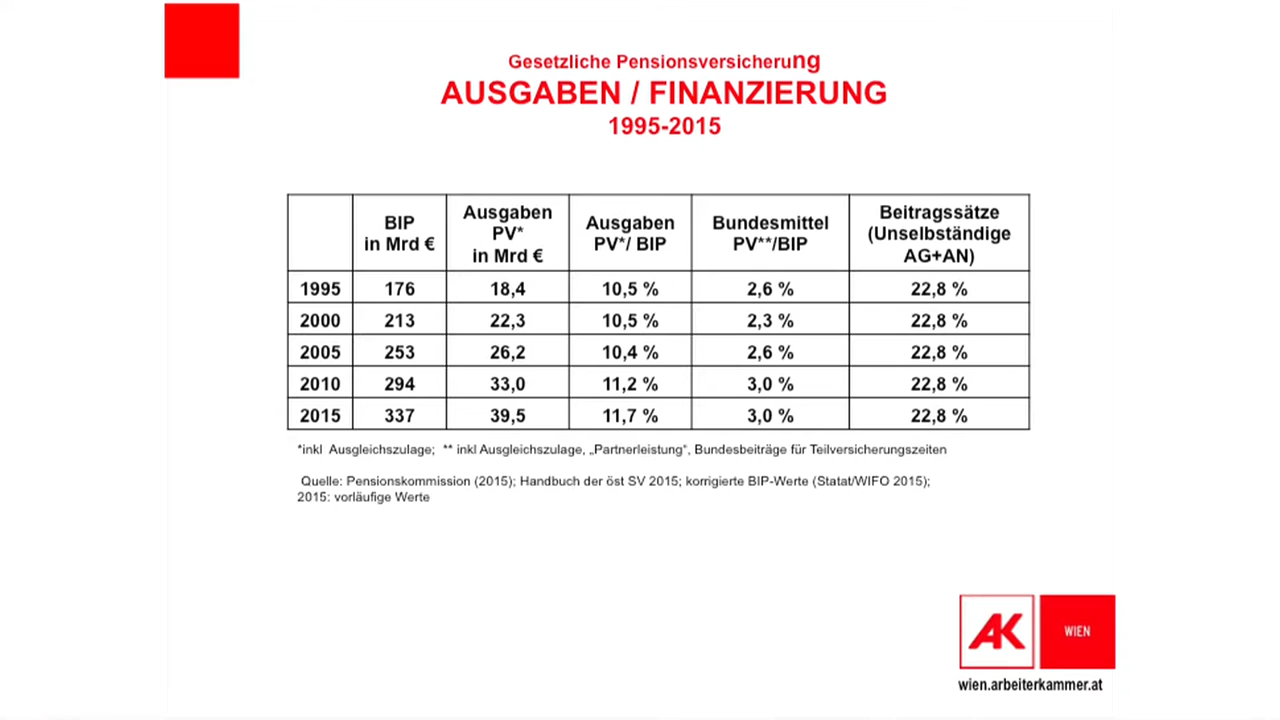 Gesetzliche Pensionsversicherung
AUSGABEN / FINANZIERUNG
1995-2015
BIP in Mrd € Ausgaben PV* in Mrd € Ausgaben PV*/ BIP Bundesmittel PV**/BIP Beitragssätze (Unselbständige AG+AN)
1995 176 18,4 10,5 % 2,6 % 22,8 %
2000 213 22,3 10,5 % 2,3 % 22,8 %
2005 253 26,2 10,4 % 2,6 % 22,8 %
2010 294 33,0 11,2 % 3,0 % 22,8 %
2015 337 39,5 11,7 % 3,0 % 22,8 %
*inkl Ausgleichszulage; ** inkl Ausgleichszulage, „Partnerleistung“, Bundesbeiträge für Teilversicherungszeiten
Quelle: Pensionskommission (2015); Handbuch der öst SV 2015; korrigierte BIP-Werte (Statat/WIFO 2015);
2015: vorläufige Werte
AK WIEN
wien.arbeiterkammer.at